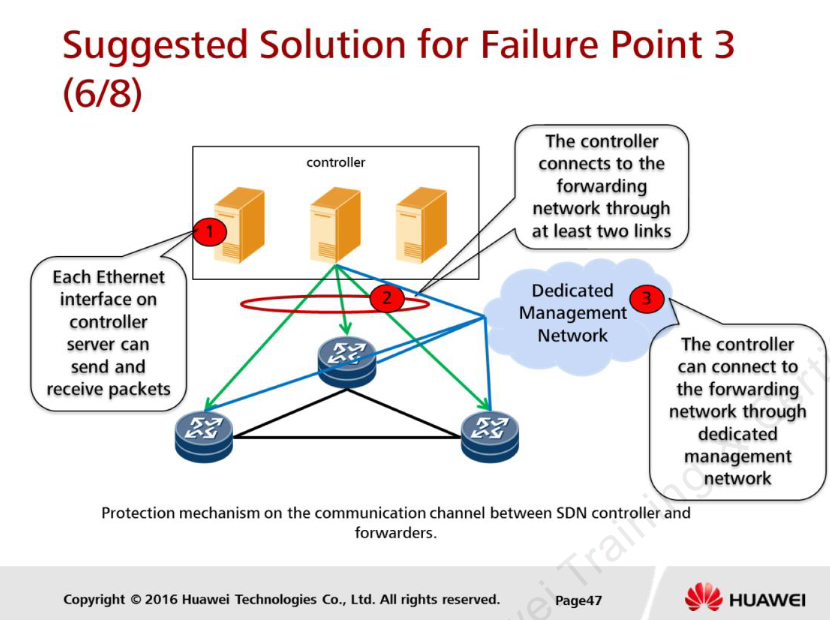 Suggested Solution for Failure Point 3
(6/8)
controller
The controller
connects to the
forwarding
network through
at least two links
1
Each Ethernet
interface on
controller
server can
send and
receive packets
2
Dedicated
Management
Network
3
The controller
can connect to
the forwarding
network through
dedicated
management
network
Protection mechanism on the communication channel between SDN controller and
forwarders.
Copyright © 2016 Huawei Technologies Co., Ltd. All rights reserved.
Page47
HUAWEI